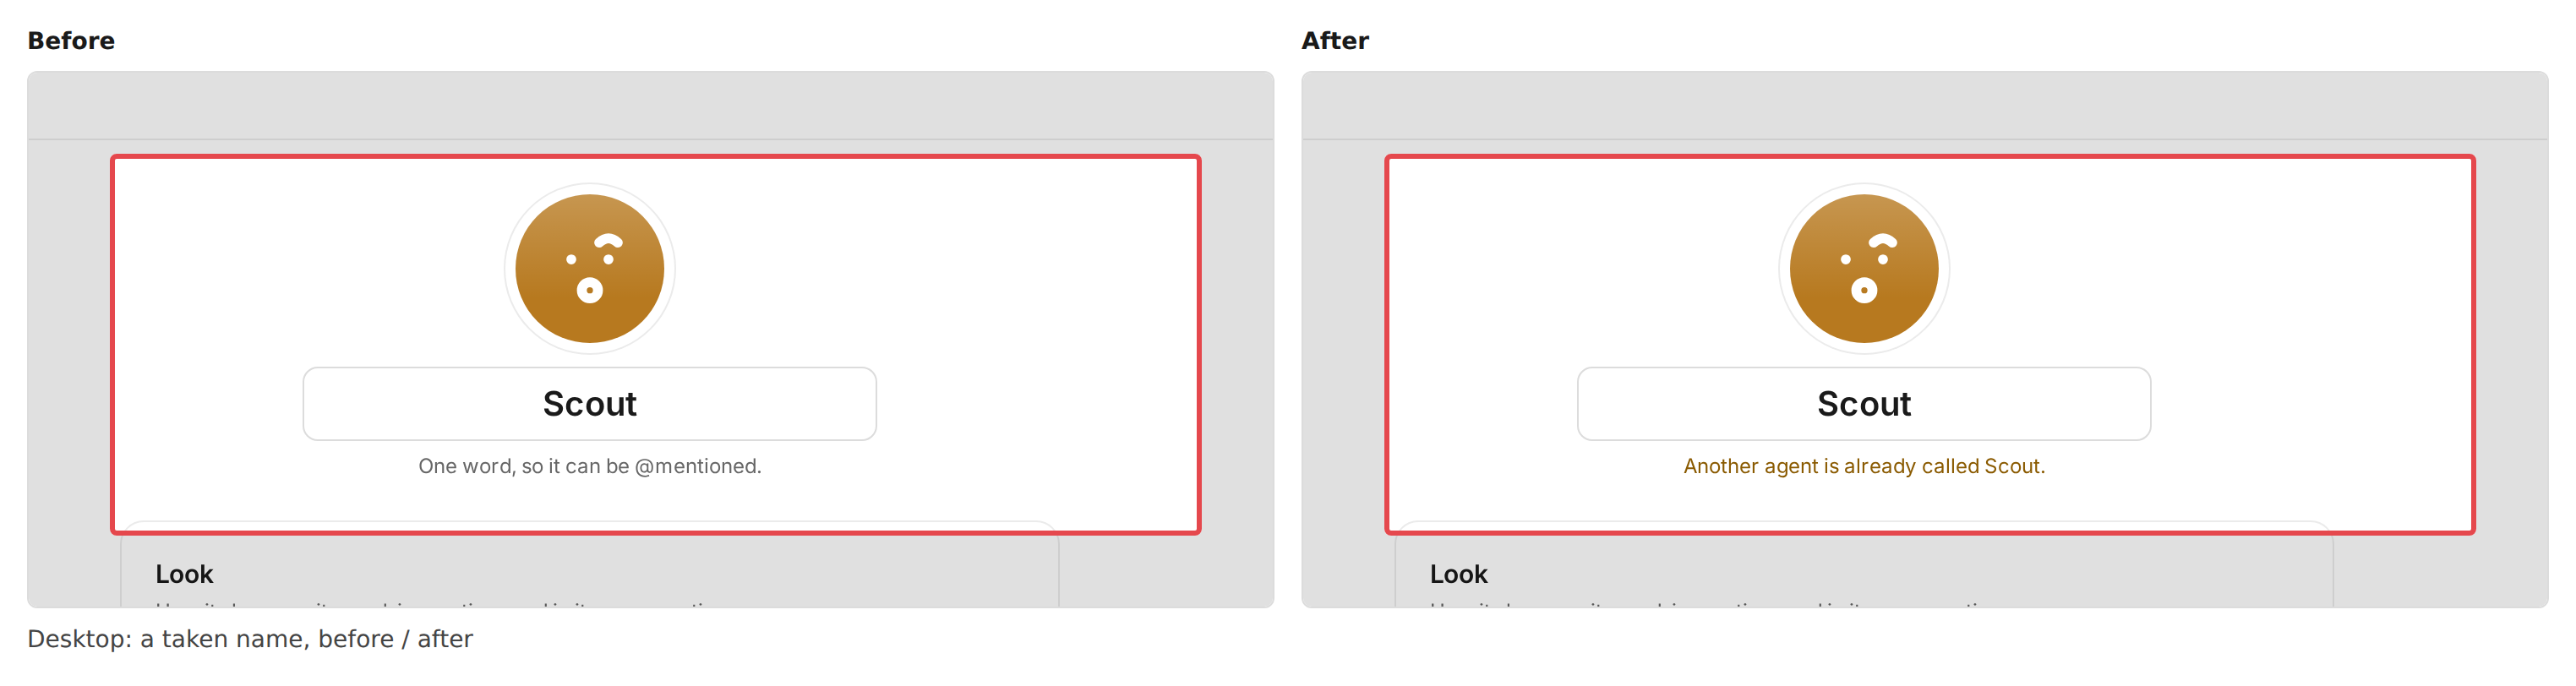 Before
After
Scout
One word, so it can be @mentioned.
Look
Scout
Another agent is already called Scout.
Look
Desktop: a taken name, before / after